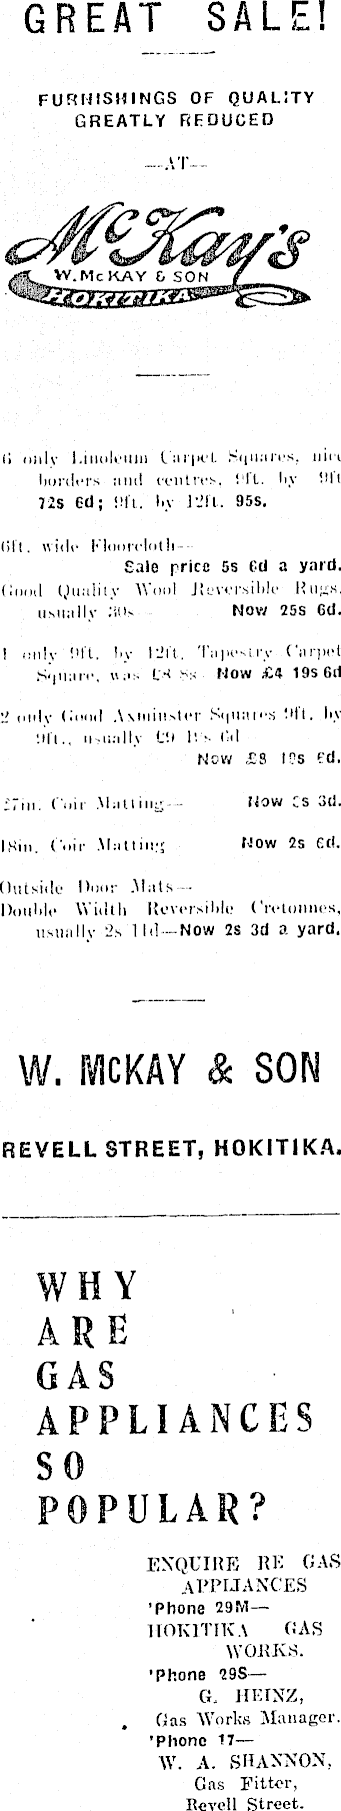 GREAT SALE!
FURNISHINGS OF QUALITY
GREATLY REDUCED
—AT—
McKay's
W. McKAY & SON
HOKITIKA
6 only Linoleum Carpet Squares, nice
borders and centres, 9ft. by 9ft
72s 6d; 9ft. by 12ft. 95s.
6ft. wide Floorcloth—
Sale price 5s 6d a yard.
Good Quality Wool Reversible Rugs,
usually 30s— Now 25s 6d.
1 only 9ft. by 12ft. Tapestry Carpet
Square, was £8 8s Now £4 19s 6d
2 only Good Axminster Squares 9ft. by
9ft., usually £9 6d
Now £8 6d.
27in. Coir Matting— Now 3d.
18in. Coir Matting Now 2s 6d.
Outside Door Mats—
Double Width Reversible Cretonnes,
usually 2s 11d—Now 2s 3d a yard.
W. McKAY & SON
REVELL STREET, HOKITIKA.
WHY
ARE
GAS
APPLIANCES
SO
POPULAR?
ENQUIRE RE GAS
APPLIANCES
'Phone 29M—
HOKITIKA GAS
WORKS.
'Phone 29S—
G. HEINZ,
Gas Works Manager.
'Phone 17—
W. A. SHANNON,
Gas Fitter,
Revell Street.